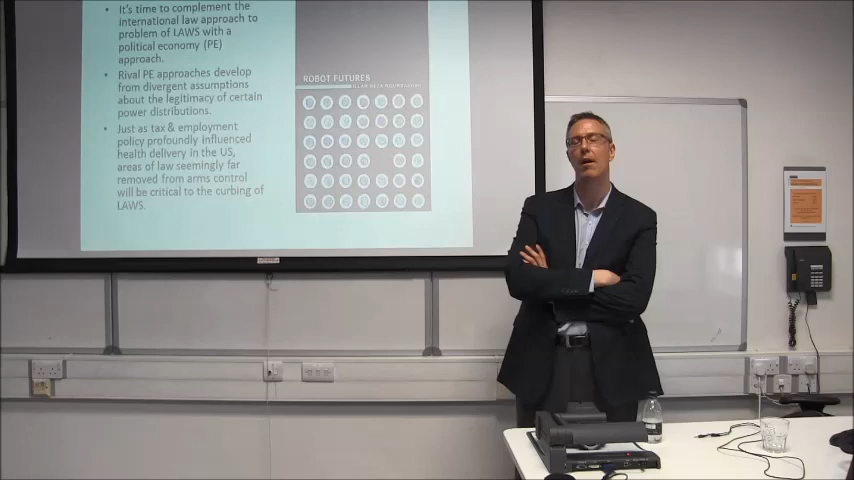 • It's time to complement the
international law approach to
problem of LAWS with a
political economy (PE)
approach.
• Rival PE approaches develop
from divergent assumptions
about the legitimacy of certain
power distributions.
• Just as tax & employment
policy profoundly influenced
health delivery in the US,
areas of law seemingly far
removed from arms control
will be critical to the curbing of
LAWS.
ROBOT FUTURES
ILLAH REZA NOURBAKHSH